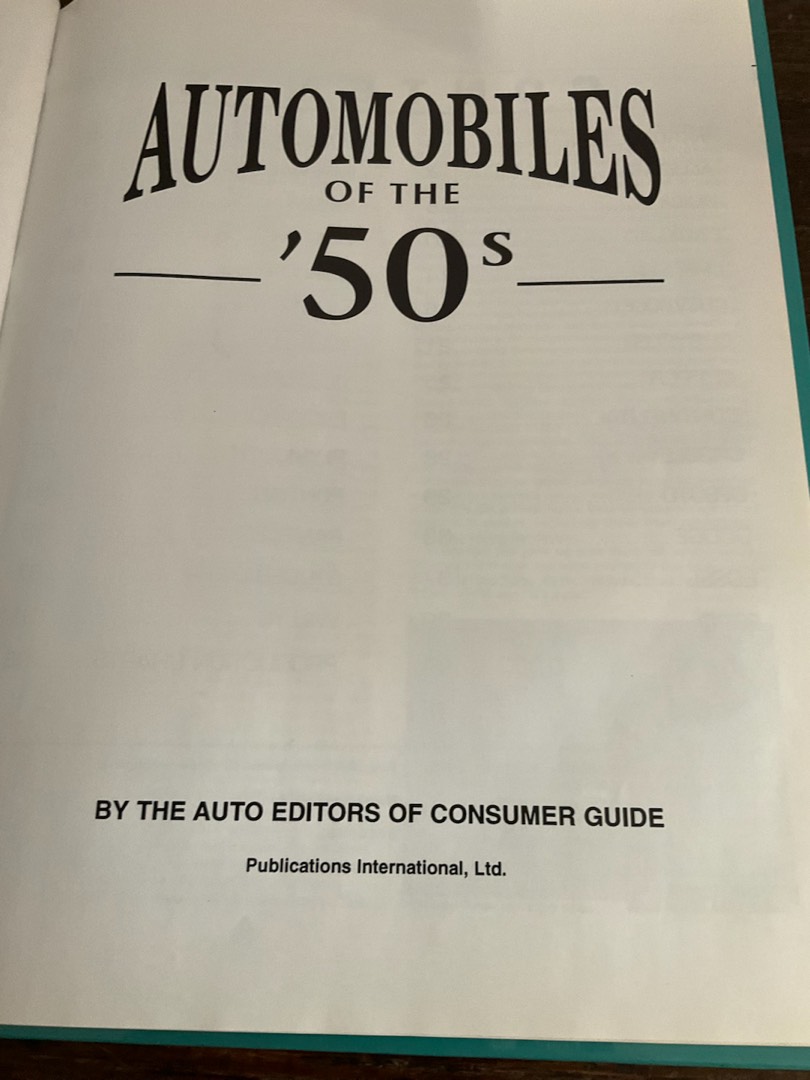 AUTOMOBILES
OF THE
'50s
BY THE AUTO EDITORS OF CONSUMER GUIDE
Publications International, Ltd.